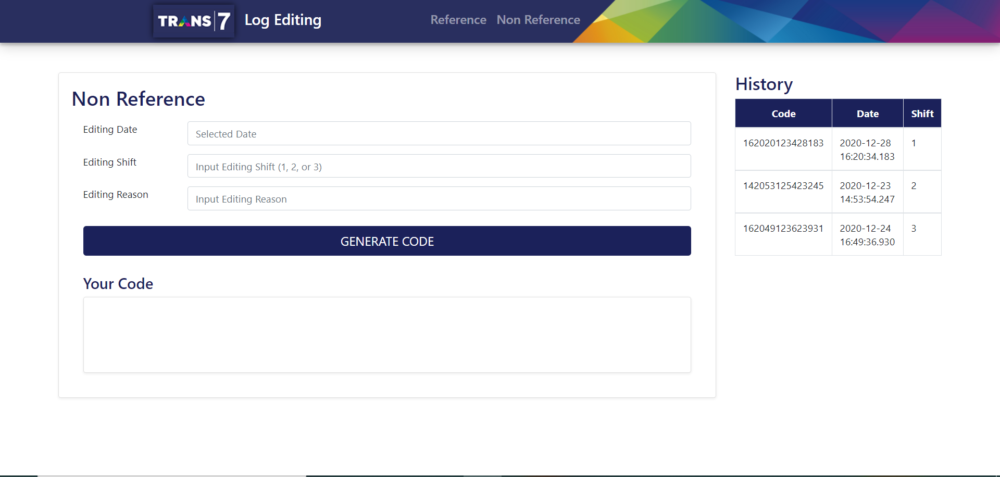 TRANS|7 Log Editing Reference Non Reference
Non Reference
Editing Date Selected Date
Editing Shift Input Editing Shift (1, 2, or 3)
Editing Reason Input Editing Reason
GENERATE CODE
Your Code
History
Code Date Shift
162020123428183 2020-12-28 1
16:20:34.183
142053125423245 2020-12-23 2
14:53:54.247
162049123623931 2020-12-24 3
16:49:36.930